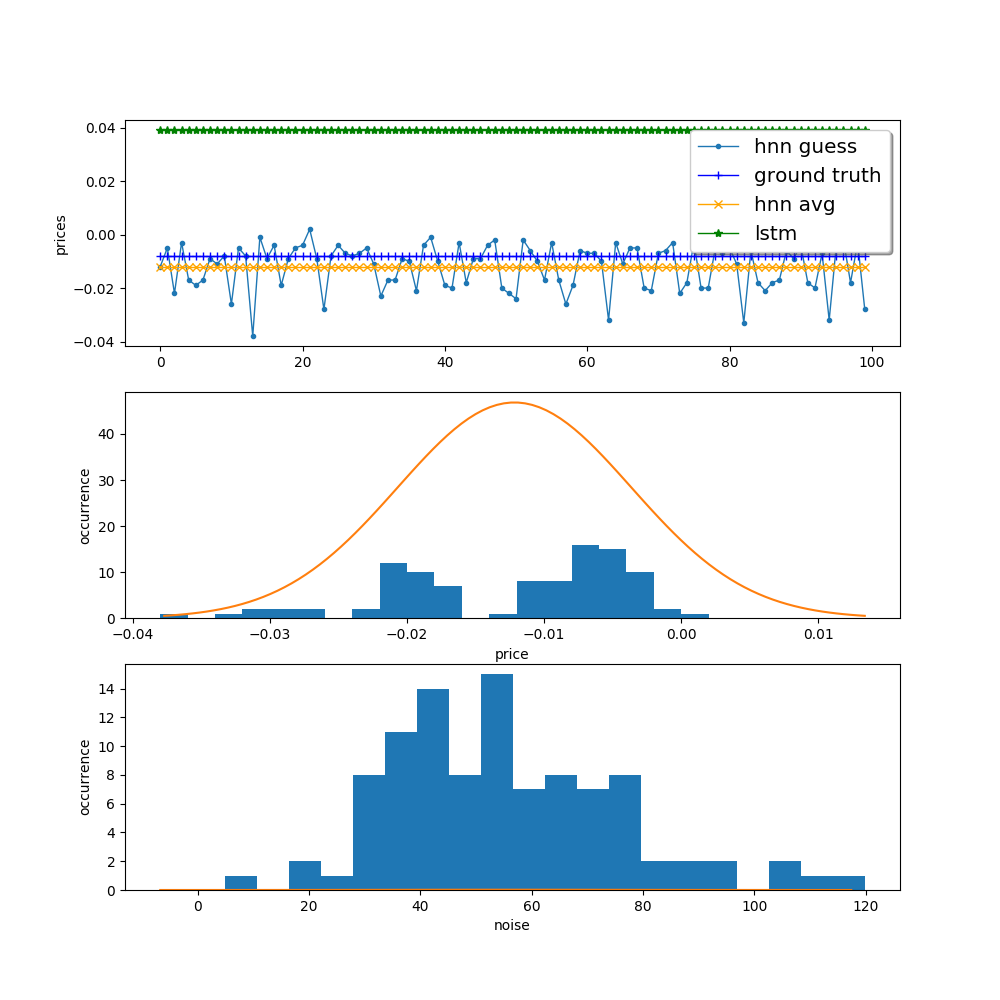 0.04
0.02
0.00
−0.02
−0.04
prices
hnn guess
ground truth
hnn avg
lstm
0 20 40 60 80 100
40
30
20
10
0
occurrence
−0.04 −0.03 −0.02 −0.01 0.00 0.01
price
14
12
10
8
6
4
2
0
occurrence
0 20 40 60 80 100 120
noise